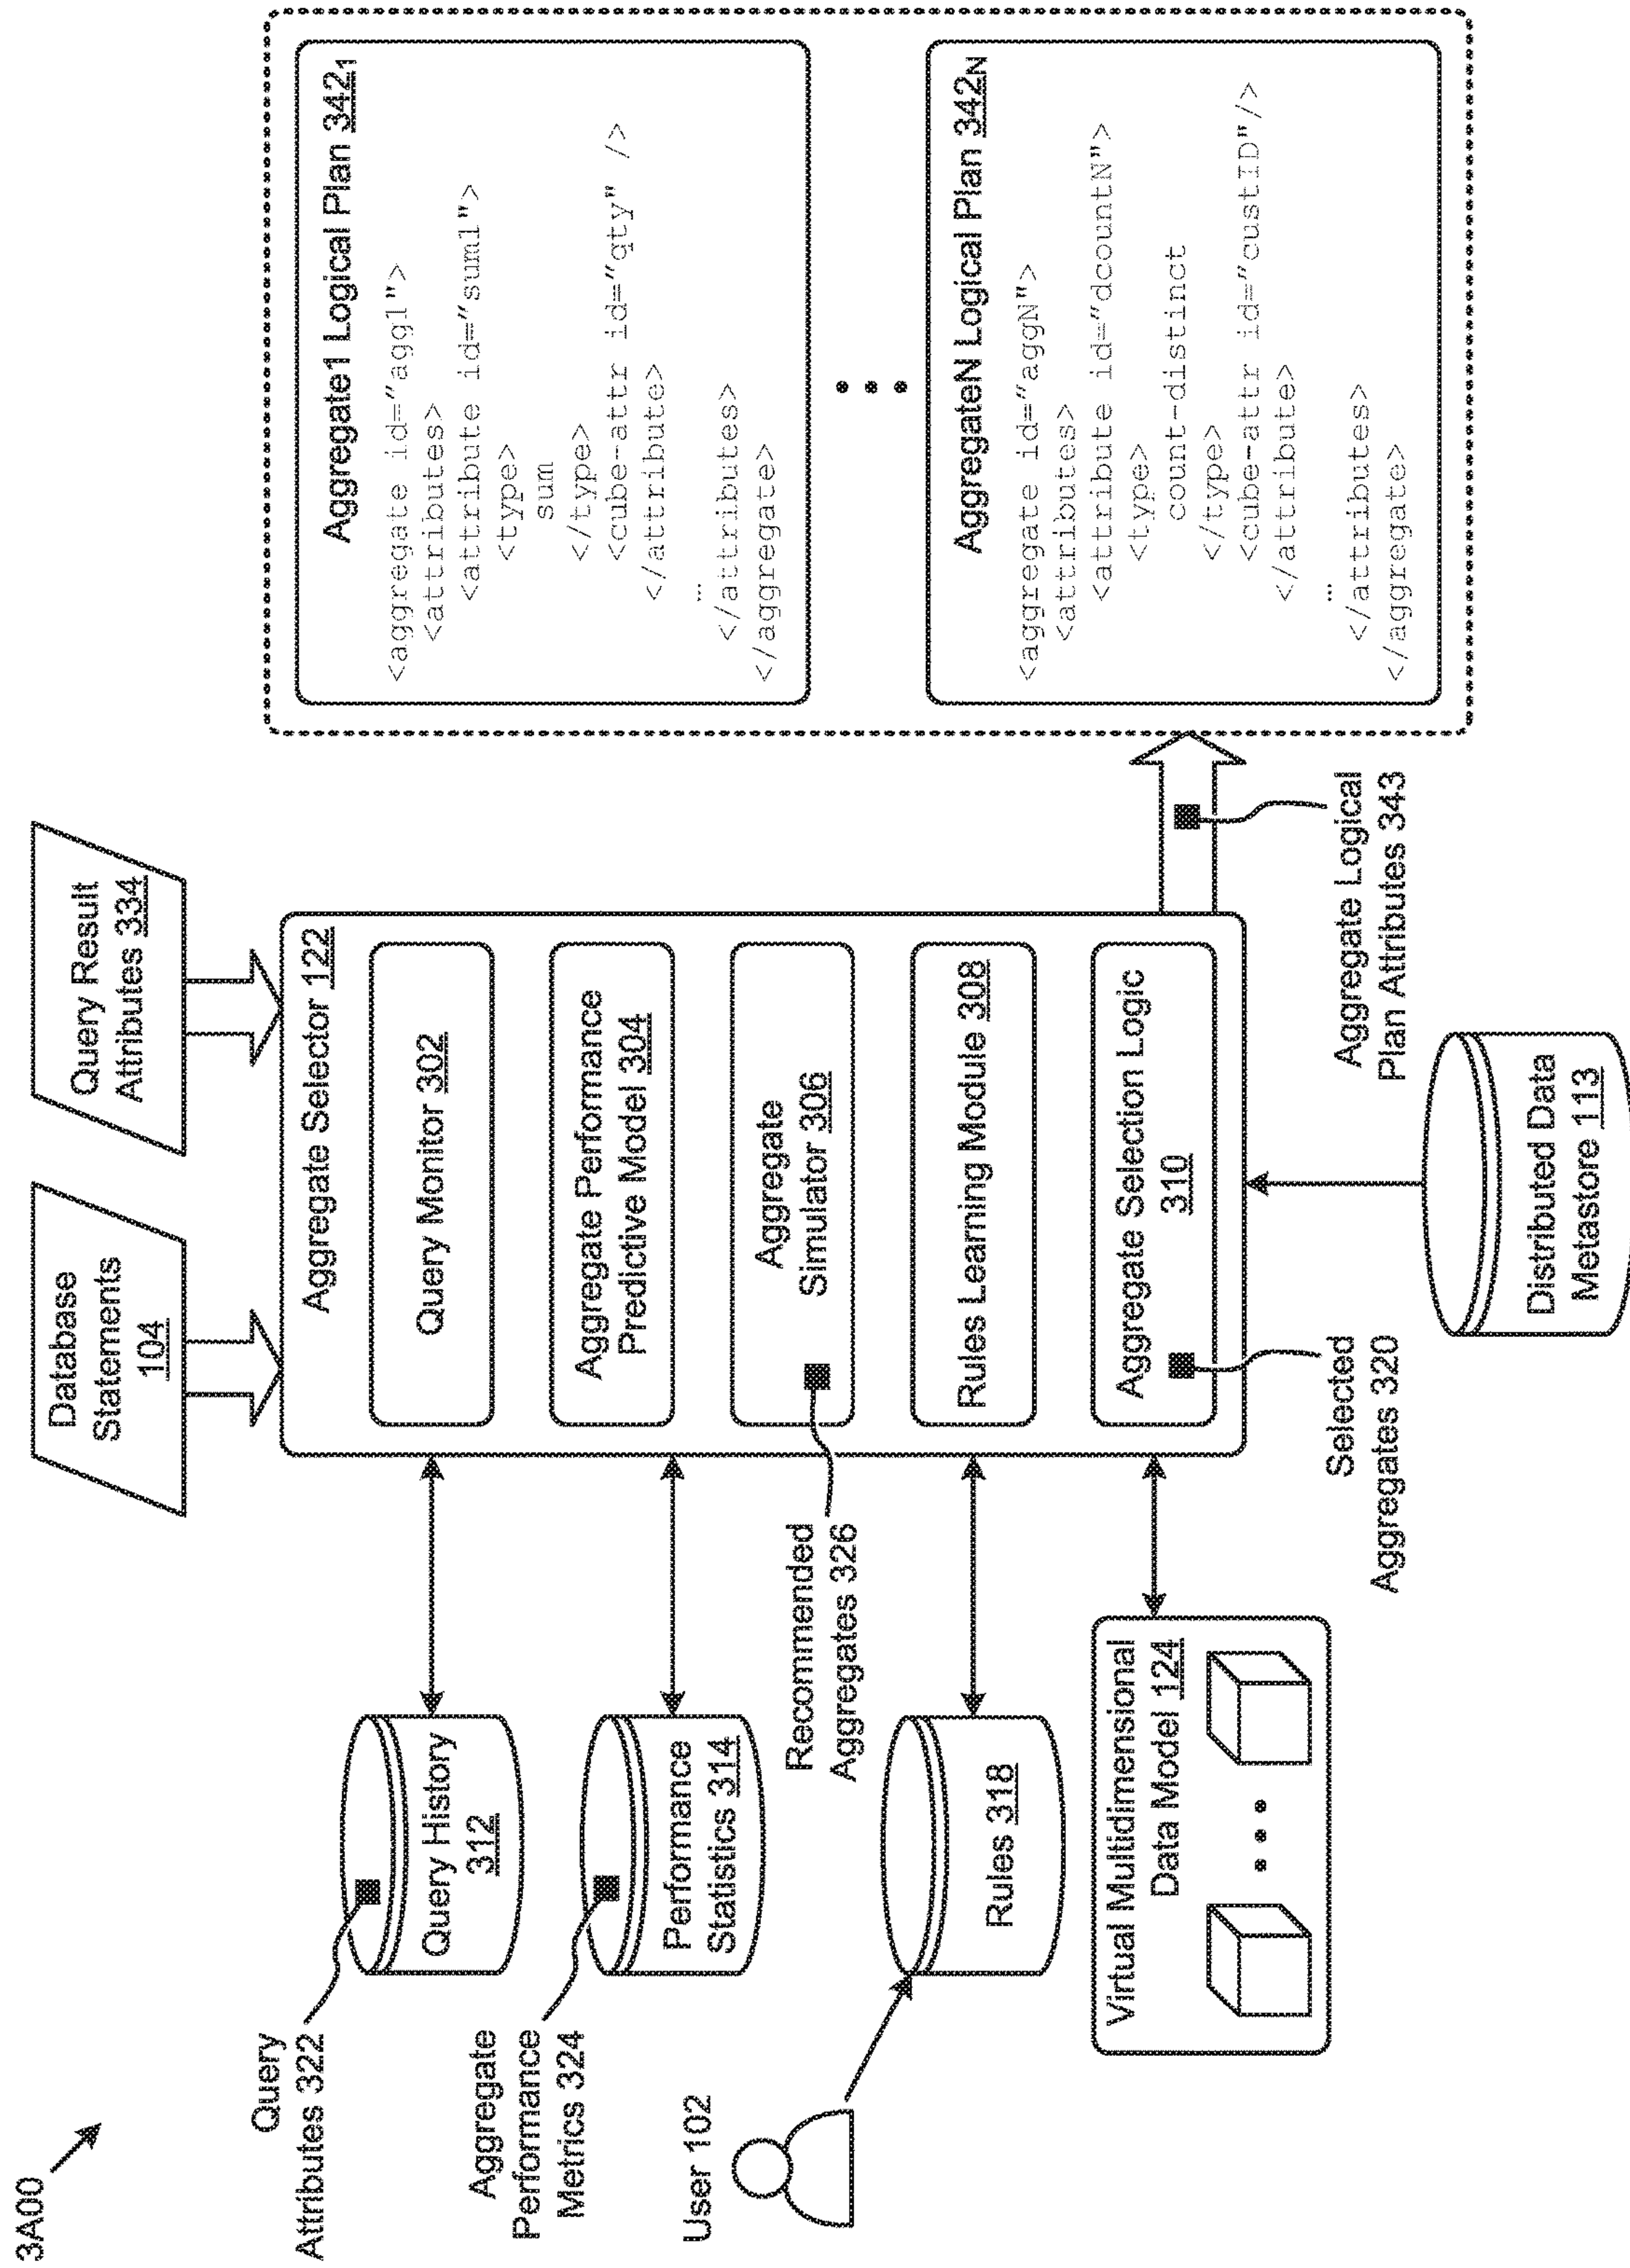 3A00
Database
Statements
104
Query Result
Attributes 334
Query
Attributes 322
Query History
312
Aggregate
Performance
Metrics 324
Performance
Statistics 314
User 102
Rules 318
Virtual Multidimensional
Data Model 124
Recommended
Aggregates 326
Aggregate Selector 122
Query Monitor 302
Aggregate Performance
Predictive Model 304
Aggregate
Simulator 306
Rules Learning Module 308
Aggregate Selection Logic
310
Selected
Aggregates 320
Distributed Data
Metastore 113
Aggregate Logical
Plan Attributes 343
Aggregate1 Logical Plan 3421
<aggregate id="agg1">
<attributes>
<attribute id="sum1">
<type>
sum
</type>
<cube-attr id="qty" />
</attribute>
...
</attributes>
</aggregate>
AggregateN Logical Plan 342N
<aggregate id="aggN">
<attributes>
<attribute id="dcountN">
<type>
count-distinct
</type>
<cube-attr id="custID"/>
</attribute>
...
</attributes>
</aggregate>